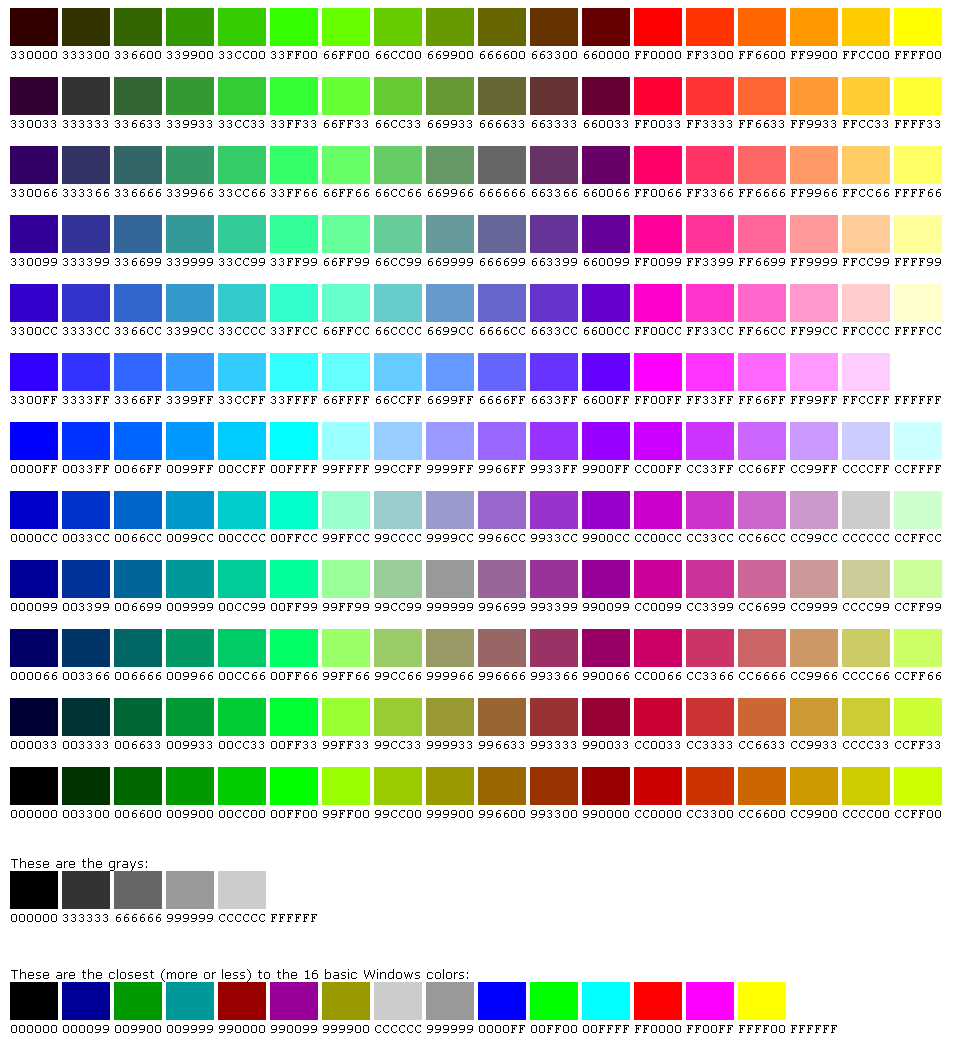 330000 333300 336600 339900 33CC00 33FF00 66FF00 66CC00 669900 666600 663300 660000 FF0000 FF3300 FF6600 FF9900 FFCC00 FFFF00
330033 333333 336633 339933 33CC33 33FF33 66FF33 66CC33 669933 666633 663333 660033 FF0033 FF3333 FF6633 FF9933 FFCC33 FFFF33
330066 333366 336666 339966 33CC66 33FF66 66FF66 66CC66 669966 666666 663366 660066 FF0066 FF3366 FF6666 FF9966 FFCC66 FFFF66
330099 333399 336699 339999 33CC99 33FF99 66FF99 66CC99 669999 666699 663399 660099 FF0099 FF3399 FF6699 FF9999 FFCC99 FFFF99
3300CC 3333CC 3366CC 3399CC 33CCCC 33FFCC 66FFCC 66CCCC 6699CC 6666CC 6633CC 6600CC FF00CC FF33CC FF66CC FF99CC FFCCCC FFFFCC
3300FF 3333FF 3366FF 3399FF 33CCFF 33FFFF 66FFFF 66CCFF 6699FF 6666FF 6633FF 6600FF FF00FF FF33FF FF66FF FF99FF FFCCFF FFFFFF
0000FF 0033FF 0066FF 0099FF 00CCFF 00FFFF 99FFFF 99CCFF 9999FF 9966FF 9933FF 9900FF CC00FF CC33FF CC66FF CC99FF CCCCFF CCFFFF
0000CC 0033CC 0066CC 0099CC 00CCCC 00FFCC 99FFCC 99CCCC 9999CC 9966CC 9933CC 9900CC CC00CC CC33CC CC66CC CC99CC CCCCCC CCFFCC
000099 003399 006699 009999 00CC99 00FF99 99FF99 99CC99 999999 996699 993399 990099 CC0099 CC3399 CC6699 CC9999 CCCC99 CCFF99
000066 003366 006666 009966 00CC66 00FF66 99FF66 99CC66 999966 996666 993366 990066 CC0066 CC3366 CC6666 CC9966 CCCC66 CCFF66
000033 003333 006633 009933 00CC33 00FF33 99FF33 99CC33 999933 996633 993333 990033 CC0033 CC3333 CC6633 CC9933 CCCC33 CCFF33
000000 003300 006600 009900 00CC00 00FF00 99FF00 99CC00 999900 996600 993300 990000 CC0000 CC3300 CC6600 CC9900 CCCC00 CCFF00
These are the grays:
000000 333333 666666 999999 CCCCCC FFFFFF
These are the closest (more or less) to the 16 basic Windows colors:
000000 000099 009900 009999 990000 990099 999900 CCCCCC 999999 0000FF 00FF00 00FFFF FF0000 FF00FF FFFF00 FFFFFF